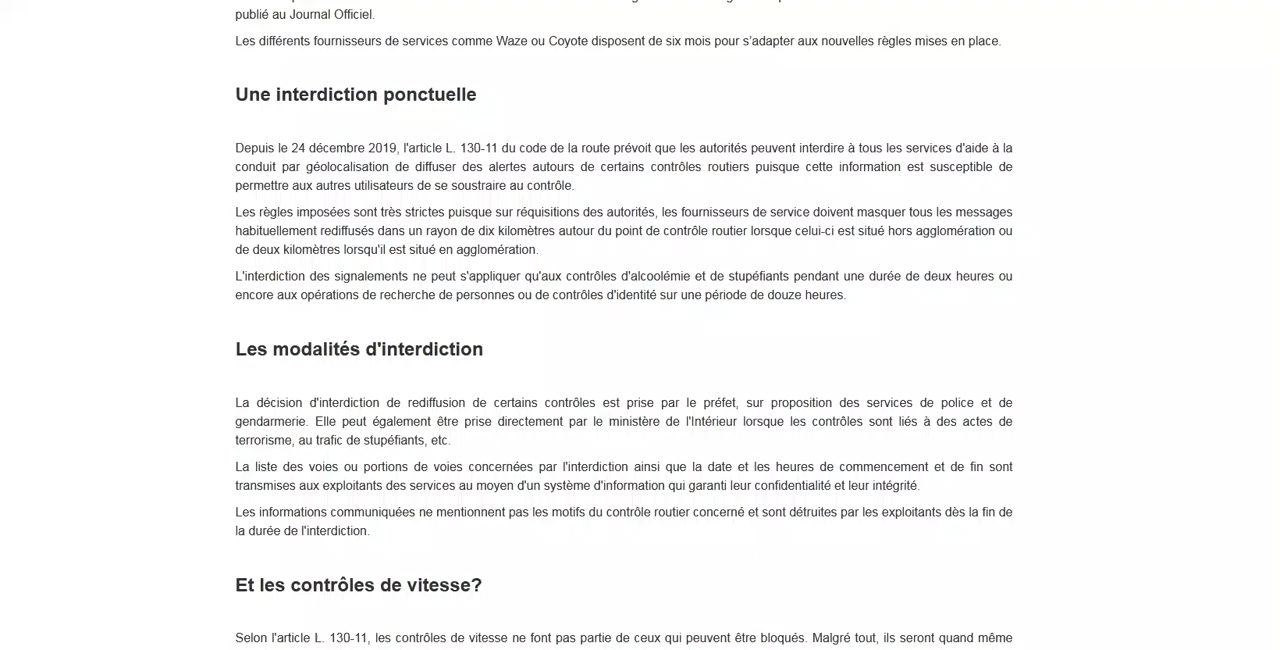 publié au Journal Officiel.
Les différents fournisseurs de services comme Waze ou Coyote disposent de six mois pour s’adapter aux nouvelles règles mises en place.
Une interdiction ponctuelle
Depuis le 24 décembre 2019, l'article L. 130-11 du code de la route prévoit que les autorités peuvent interdire à tous les services d'aide à la
conduit par géolocalisation de diffuser des alertes autours de certains contrôles routiers puisque cette information est susceptible de
permettre aux autres utilisateurs de se soustraire au contrôle.
Les règles imposées sont très strictes puisque sur réquisitions des autorités, les fournisseurs de service doivent masquer tous les messages
habituellement rediffusés dans un rayon de dix kilomètres autour du point de contrôle routier lorsque celui-ci est situé hors agglomération ou
de deux kilomètres lorsqu'il est situé en agglomération.
L'interdiction des signalements ne peut s'appliquer qu'aux contrôles d'alcoolémie et de stupéfiants pendant une durée de deux heures ou
encore aux opérations de recherche de personnes ou de contrôles d'identité sur une période de douze heures.
Les modalités d'interdiction
La décision d'interdiction de rediffusion de certains contrôles est prise par le préfet, sur proposition des services de police et de
gendarmerie. Elle peut également être prise directement par le ministère de l'Intérieur lorsque les contrôles sont liés à des actes de
terrorisme, au trafic de stupéfiants, etc.
La liste des voies ou portions de voies concernées par l'interdiction ainsi que la date et les heures de commencement et de fin sont
transmises aux exploitants des services au moyen d'un système d'information qui garanti leur confidentialité et leur intégrité.
Les informations communiquées ne mentionnent pas les motifs du contrôle routier concerné et sont détruites par les exploitants dès la fin de
la durée de l'interdiction.
Et les contrôles de vitesse?
Selon l'article L. 130-11, les contrôles de vitesse ne font pas partie de ceux qui peuvent être bloqués. Malgré tout, ils seront quand même